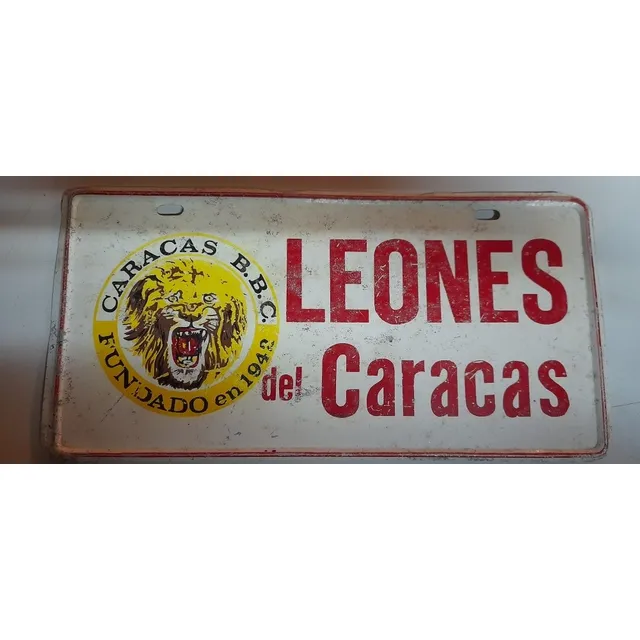 CARACAS B.B.C.
FUNDADO en 1942
LEONES
del Caracas